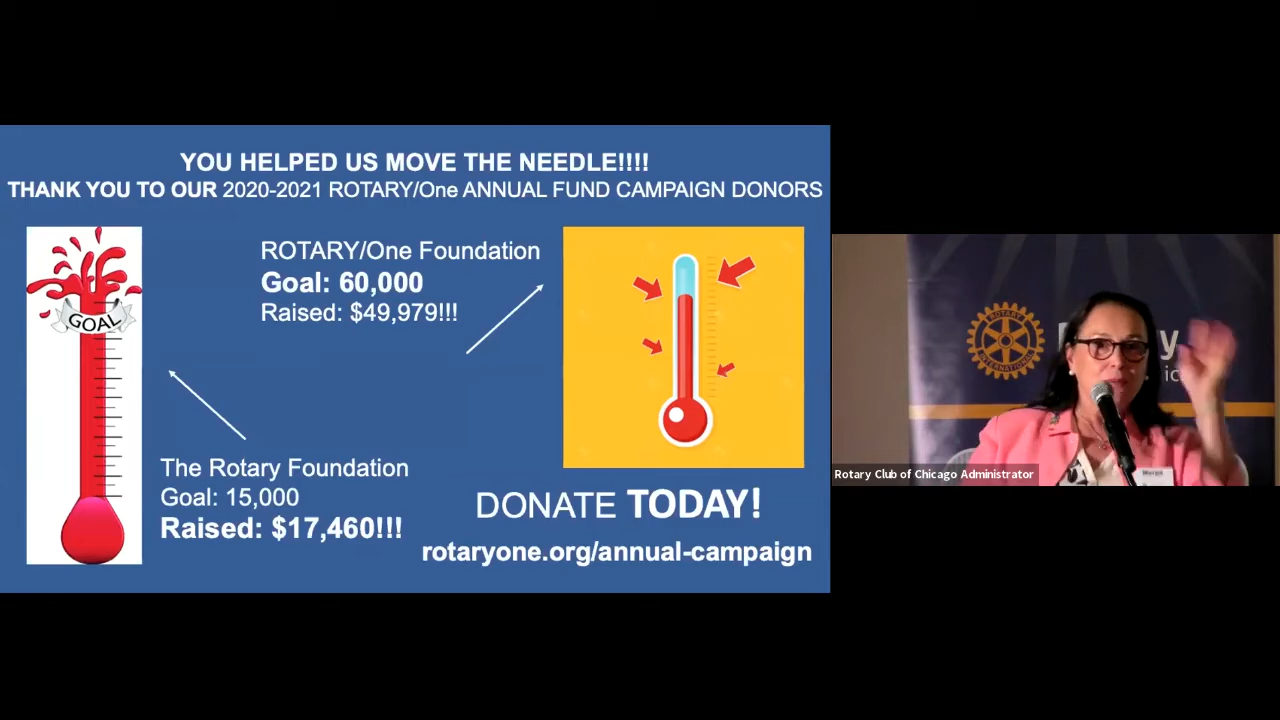 YOU HELPED US MOVE THE NEEDLE!!!!
THANK YOU TO OUR 2020-2021 ROTARY/One ANNUAL FUND CAMPAIGN DONORS
GOAL
ROTARY/One Foundation
Goal: 60,000
Raised: $49,979!!!
The Rotary Foundation
Goal: 15,000
Raised: $17,460!!!
DONATE TODAY!
rotaryone.org/annual-campaign
ROTARY
INTERNATIONAL
Rotary Club of Chicago Administrator